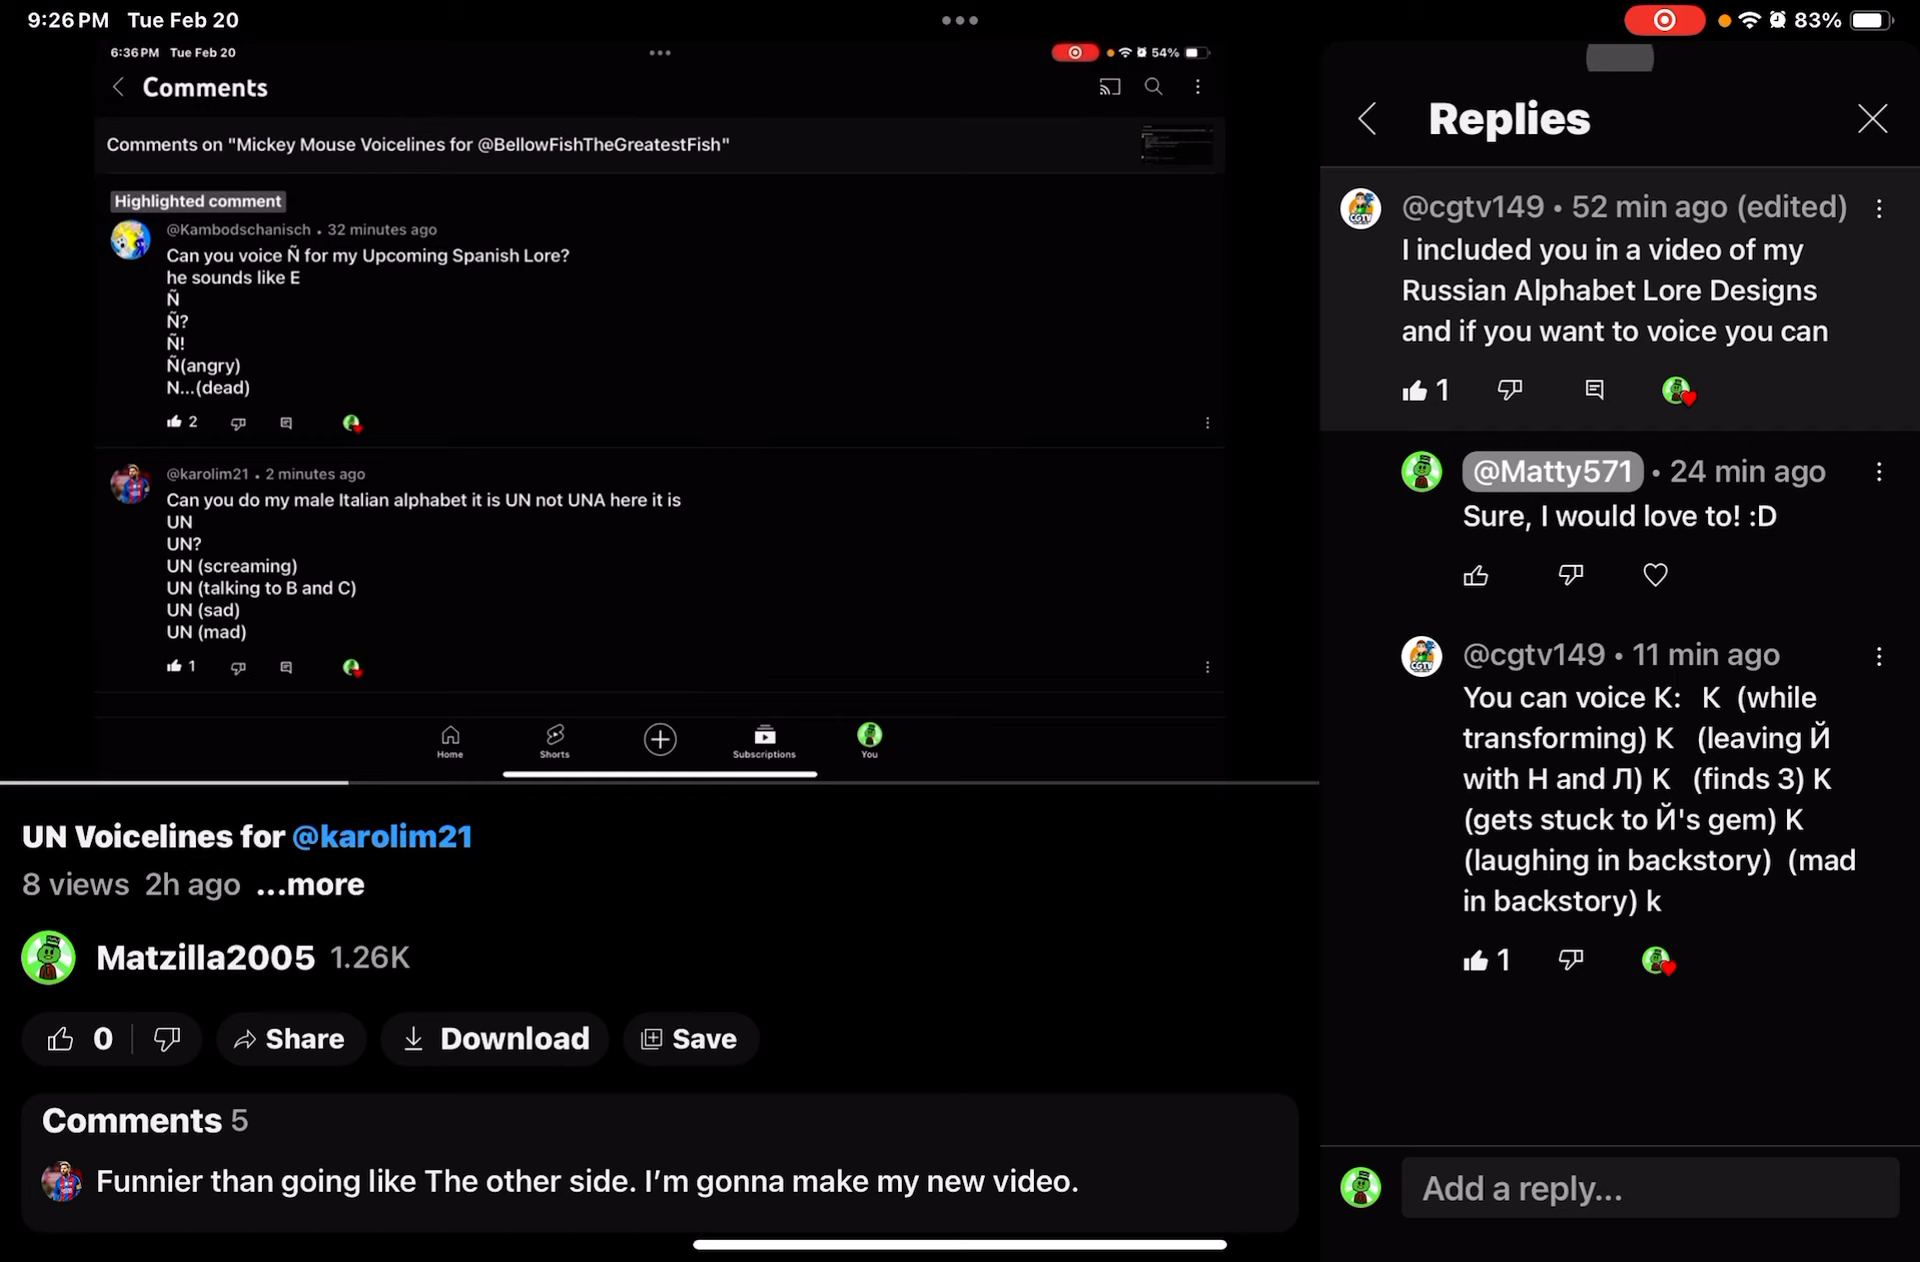 9:26 PM Tue Feb 20
83%
6:36 PM Tue Feb 20
54%
Comments
Comments on "Mickey Mouse Voicelines for @BellowFishTheGreatestFish"
Highlighted comment
@Kambodschanisch • 32 minutes ago
Can you voice Ñ for my Upcoming Spanish Lore?
he sounds like E
Ñ
Ñ?
Ñ!
Ñ(angry)
N...(dead)
2
@karolim21 • 2 minutes ago
Can you do my male Italian alphabet it is UN not UNA here it is
UN
UN?
UN (screaming)
UN (talking to B and C)
UN (sad)
UN (mad)
1
Home
Shorts
Subscriptions
You
UN Voicelines for @karolim21
8 views 2h ago ...more
Matzilla2005 1.26K
0
Share
Download
Save
Comments 5
Funnier than going like The other side. I'm gonna make my new video.
Replies
@cgtv149 • 52 min ago (edited)
I included you in a video of my
Russian Alphabet Lore Designs
and if you want to voice you can
1
@Matty571 • 24 min ago
Sure, I would love to! :D
@cgtv149 • 11 min ago
You can voice К: К (while
transforming) К (leaving Й
with Н and Л) К (finds З) К
(gets stuck to Й's gem) К
(laughing in backstory) (mad
in backstory) k
1
Add a reply...